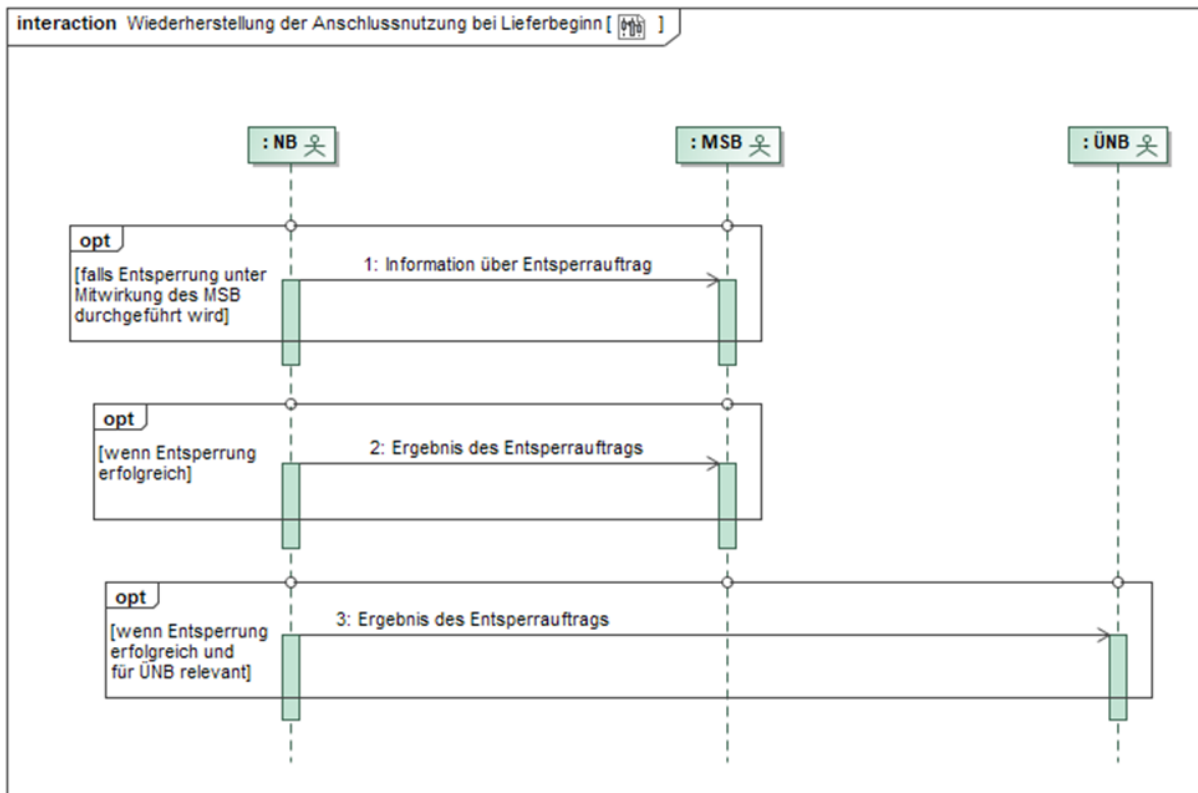 interaction Wiederherstellung der Anschlussnutzung bei Lieferbeginn [ ]
: NB
: MSB
: ÜNB
opt
[falls Entsperrung unter
Mitwirkung des MSB
durchgeführt wird]
1: Information über Entsperrauftrag
opt
[wenn Entsperrung
erfolgreich]
2: Ergebnis des Entsperrauftrags
opt
[wenn Entsperrung
erfolgreich und
für ÜNB relevant]
3: Ergebnis des Entsperrauftrags